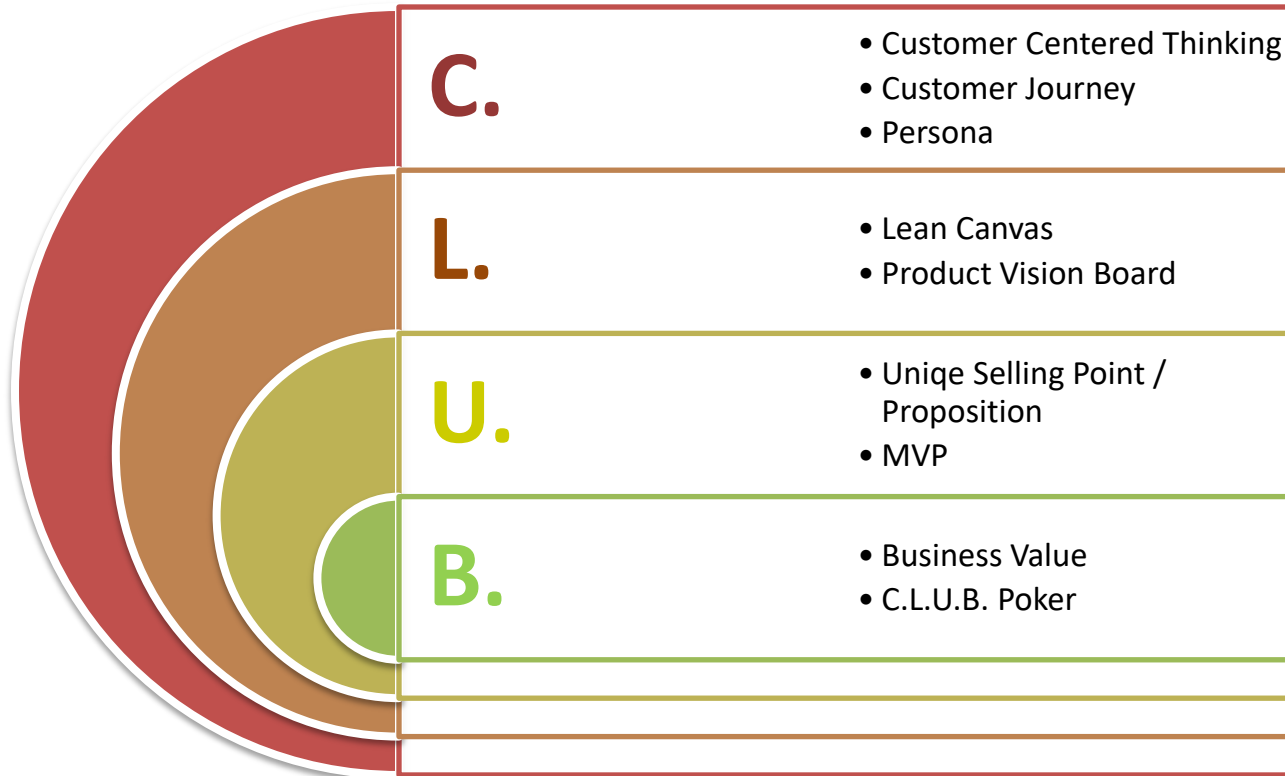 C.
• Customer Centered Thinking
• Customer Journey
• Persona
L.
• Lean Canvas
• Product Vision Board
U.
• Uniqe Selling Point /
Proposition
• MVP
B.
• Business Value
• C.L.U.B. Poker